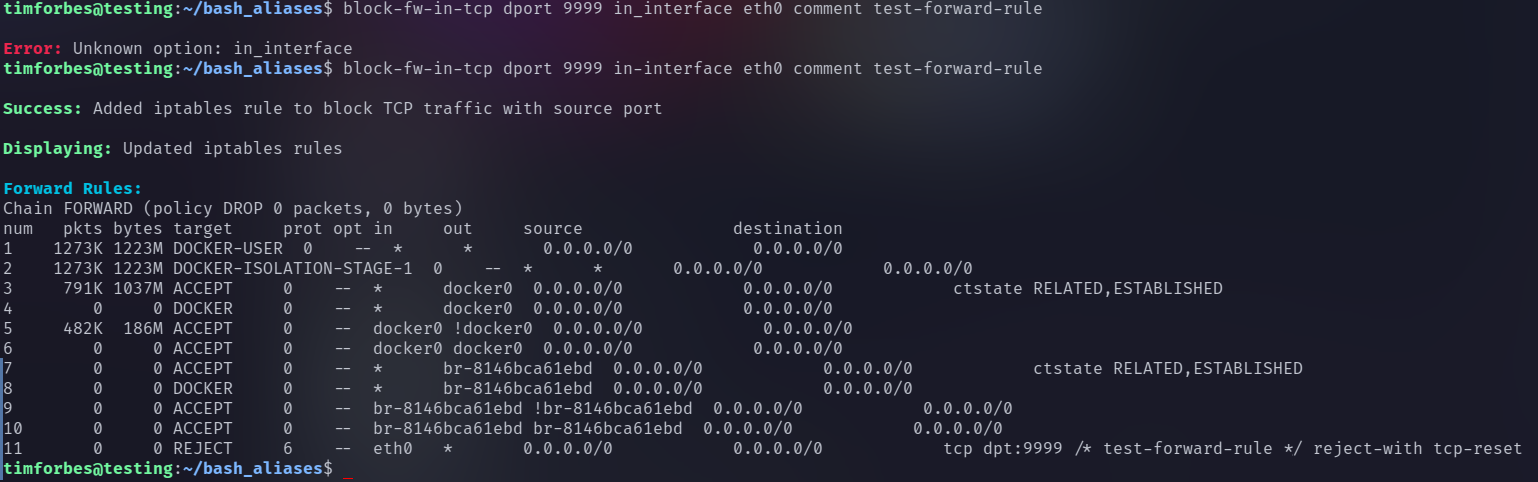 timforbes@testing:~/bash_aliases$ block-fw-in-tcp dport 9999 in_interface eth0 comment test-forward-rule
Error: Unknown option: in_interface
timforbes@testing:~/bash_aliases$ block-fw-in-tcp dport 9999 in-interface eth0 comment test-forward-rule
Success: Added iptables rule to block TCP traffic with source port
Displaying: Updated iptables rules
Forward Rules:
Chain FORWARD (policy DROP 0 packets, 0 bytes)
num   pkts bytes target     prot opt in     out     source               destination
1    1273K 1223M DOCKER-USER  0    --  *      *       0.0.0.0/0            0.0.0.0/0
2    1273K 1223M DOCKER-ISOLATION-STAGE-1  0    --  *      *       0.0.0.0/0            0.0.0.0/0
3     791K 1037M ACCEPT     0    --  *      docker0  0.0.0.0/0            0.0.0.0/0            ctstate RELATED,ESTABLISHED
4        0     0 DOCKER     0    --  *      docker0  0.0.0.0/0            0.0.0.0/0
5     482K  186M ACCEPT     0    --  docker0 !docker0  0.0.0.0/0            0.0.0.0/0
6        0     0 ACCEPT     0    --  docker0 docker0  0.0.0.0/0            0.0.0.0/0
7        0     0 ACCEPT     0    --  *      br-8146bca61ebd  0.0.0.0/0            0.0.0.0/0            ctstate RELATED,ESTABLISHED
8        0     0 DOCKER     0    --  *      br-8146bca61ebd  0.0.0.0/0            0.0.0.0/0
9        0     0 ACCEPT     0    --  br-8146bca61ebd !br-8146bca61ebd  0.0.0.0/0            0.0.0.0/0
10       0     0 ACCEPT     0    --  br-8146bca61ebd br-8146bca61ebd  0.0.0.0/0            0.0.0.0/0
11       0     0 REJECT     6    --  eth0   *       0.0.0.0/0            0.0.0.0/0            tcp dpt:9999 /* test-forward-rule */ reject-with tcp-reset
timforbes@testing:~/bash_aliases$ _